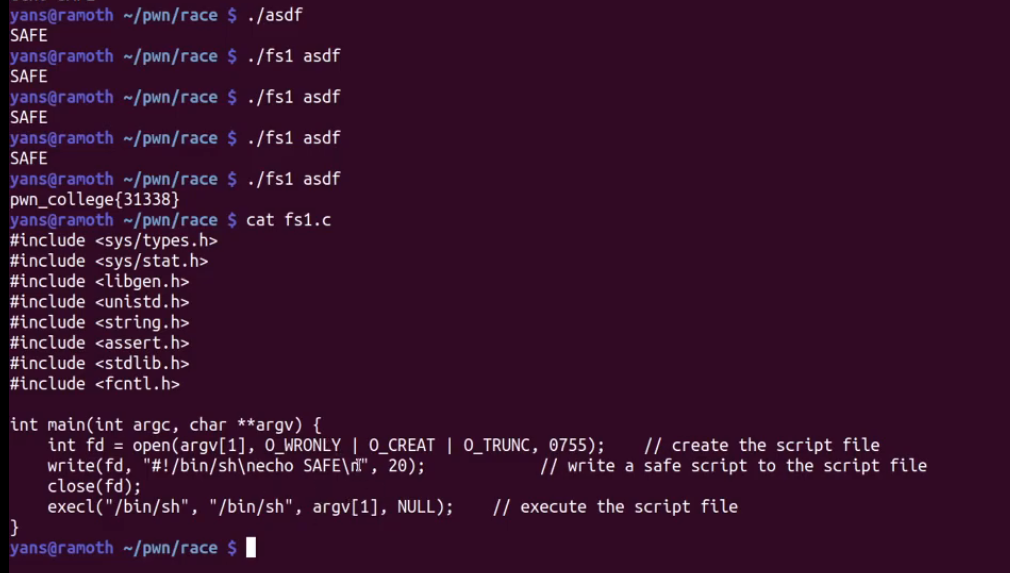 yans@ramoth ~/pwn/race $ ./asdf
SAFE
yans@ramoth ~/pwn/race $ ./fs1 asdf
SAFE
yans@ramoth ~/pwn/race $ ./fs1 asdf
SAFE
yans@ramoth ~/pwn/race $ ./fs1 asdf
SAFE
yans@ramoth ~/pwn/race $ ./fs1 asdf
pwn_college{31338}
yans@ramoth ~/pwn/race $ cat fs1.c
#include <sys/types.h>
#include <sys/stat.h>
#include <libgen.h>
#include <unistd.h>
#include <string.h>
#include <assert.h>
#include <stdlib.h>
#include <fcntl.h>

int main(int argc, char **argv) {
    int fd = open(argv[1], O_WRONLY | O_CREAT | O_TRUNC, 0755);    // create the script file
    write(fd, "#!/bin/sh\necho SAFE\n", 20);            // write a safe script to the script file
    close(fd);
    execl("/bin/sh", "/bin/sh", argv[1], NULL);    // execute the script file
}
yans@ramoth ~/pwn/race $